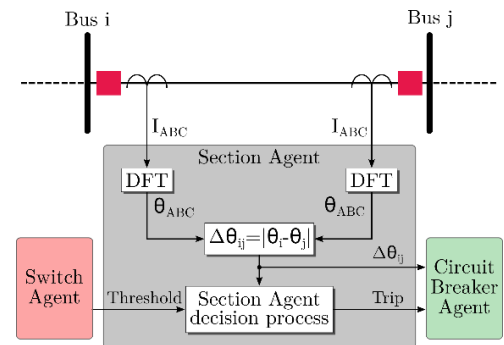 Bus i
Bus j
I_ABC
I_ABC
Section Agent
DFT
DFT
θ_ABC
θ_ABC
Δθ_ij=|θ_i-θ_j|
Δθ_ij
Switch
Agent
Threshold
Section Agent
decision process
Trip
Circuit
Breaker
Agent